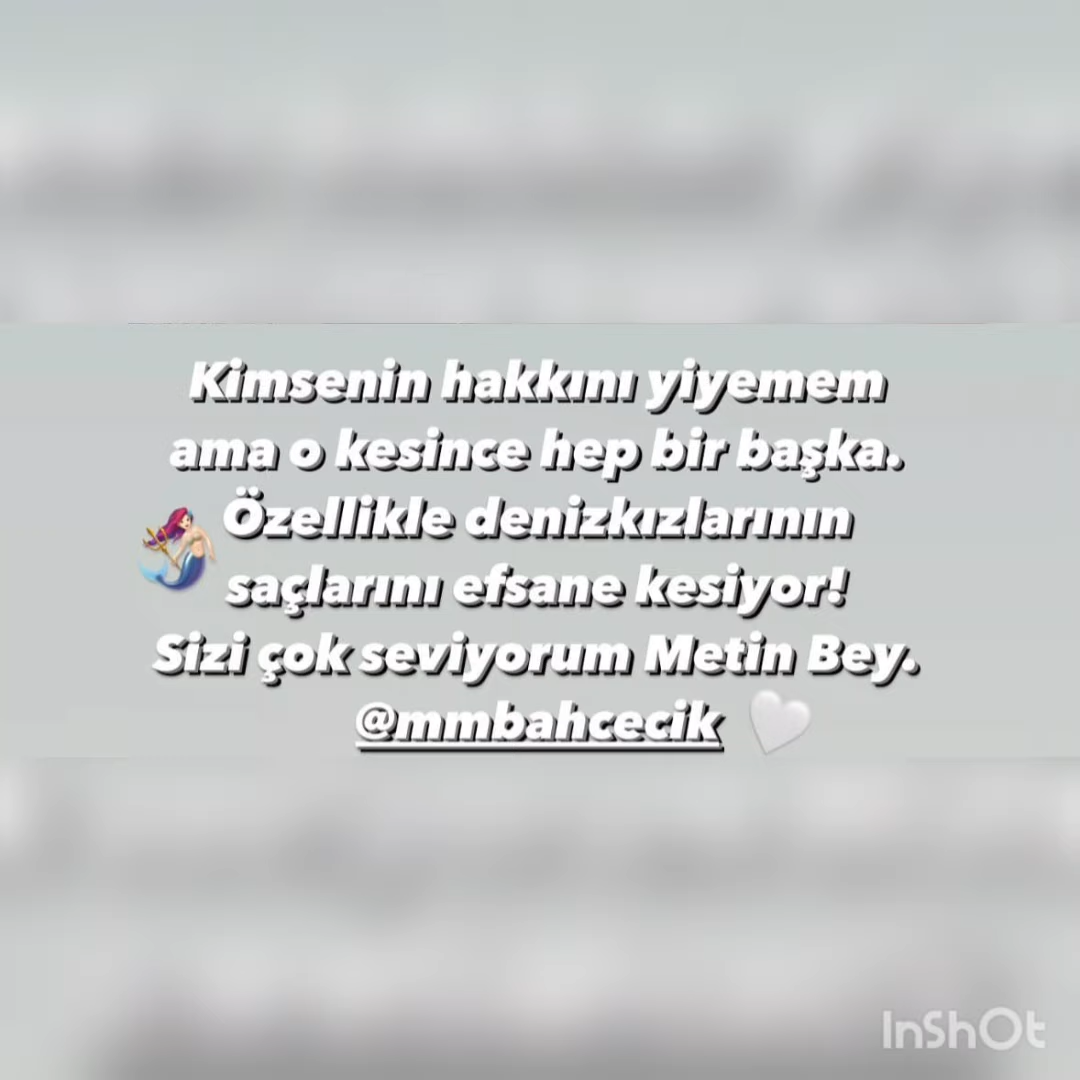 Kimsenin hakkını yiyemem
ama o kesince hep bir başka.
Özellikle denizkızlarının
saçlarını efsane kesiyor!
Sizi çok seviyorum Metin Bey.
@mmbahcecik
InShOt